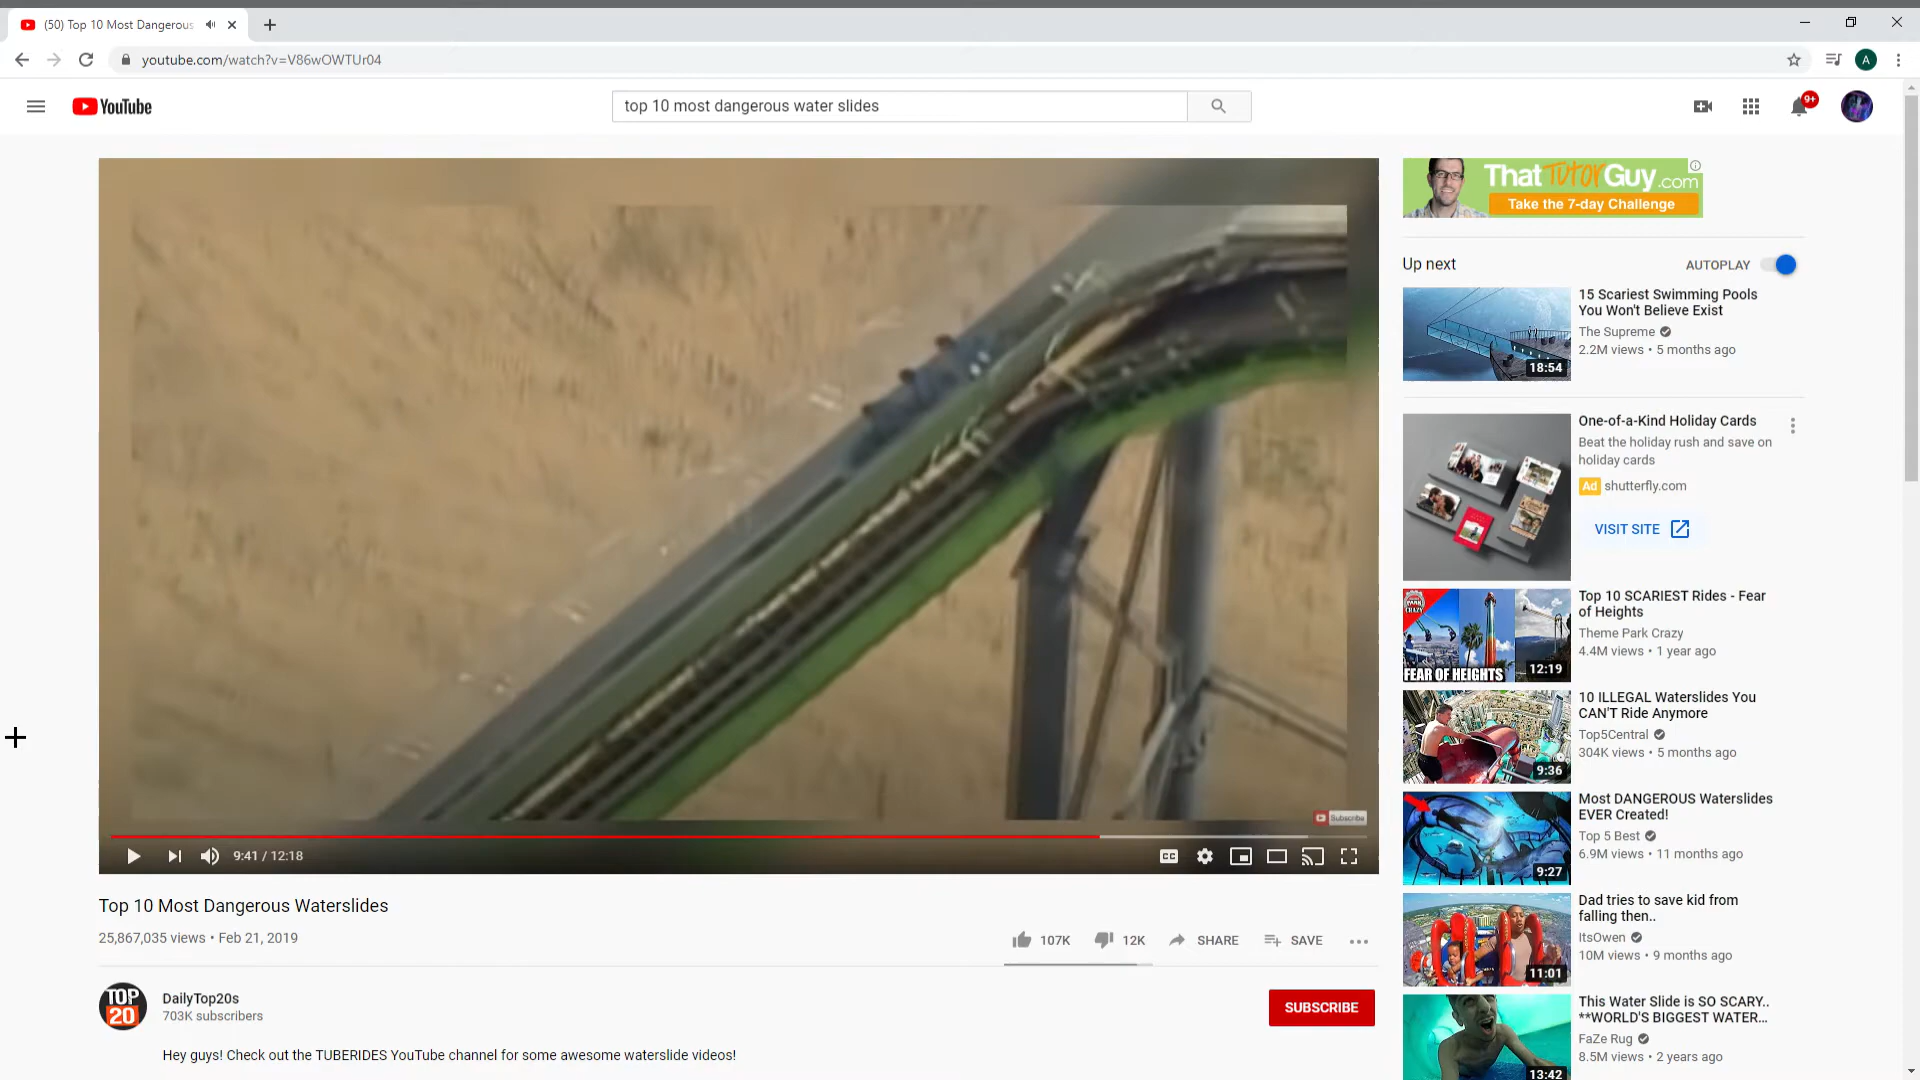 (50) Top 10 Most Dangerous
youtube.com/watch?v=V86wOWTUr04
A
YouTube
top 10 most dangerous water slides
9+
ThatTutorGuy.com
Take the 7-day Challenge
Up next
AUTOPLAY
15 Scariest Swimming Pools
You Won't Believe Exist
The Supreme
2.2M views • 5 months ago
18:54
One-of-a-Kind Holiday Cards
Beat the holiday rush and save on
holiday cards
Ad shutterfly.com
VISIT SITE
Top 10 SCARIEST Rides - Fear
of Heights
Theme Park Crazy
4.4M views • 1 year ago
PARK
CRAZY
FEAR OF HEIGHTS
12:19
10 ILLEGAL Waterslides You
CAN'T Ride Anymore
Top5Central
304K views • 5 months ago
9:36
Most DANGEROUS Waterslides
EVER Created!
Top 5 Best
6.9M views • 11 months ago
9:27
Dad tries to save kid from
falling then..
ItsOwen
10M views • 9 months ago
11:01
This Water Slide is SO SCARY..
**WORLD'S BIGGEST WATER...
FaZe Rug
8.5M views • 2 years ago
13:42
Subscribe
9:41 / 12:18
CC
Top 10 Most Dangerous Waterslides
25,867,035 views • Feb 21, 2019
107K
12K
SHARE
SAVE
TOP
20
DailyTop20s
703K subscribers
SUBSCRIBE
Hey guys! Check out the TUBERIDES YouTube channel for some awesome waterslide videos!